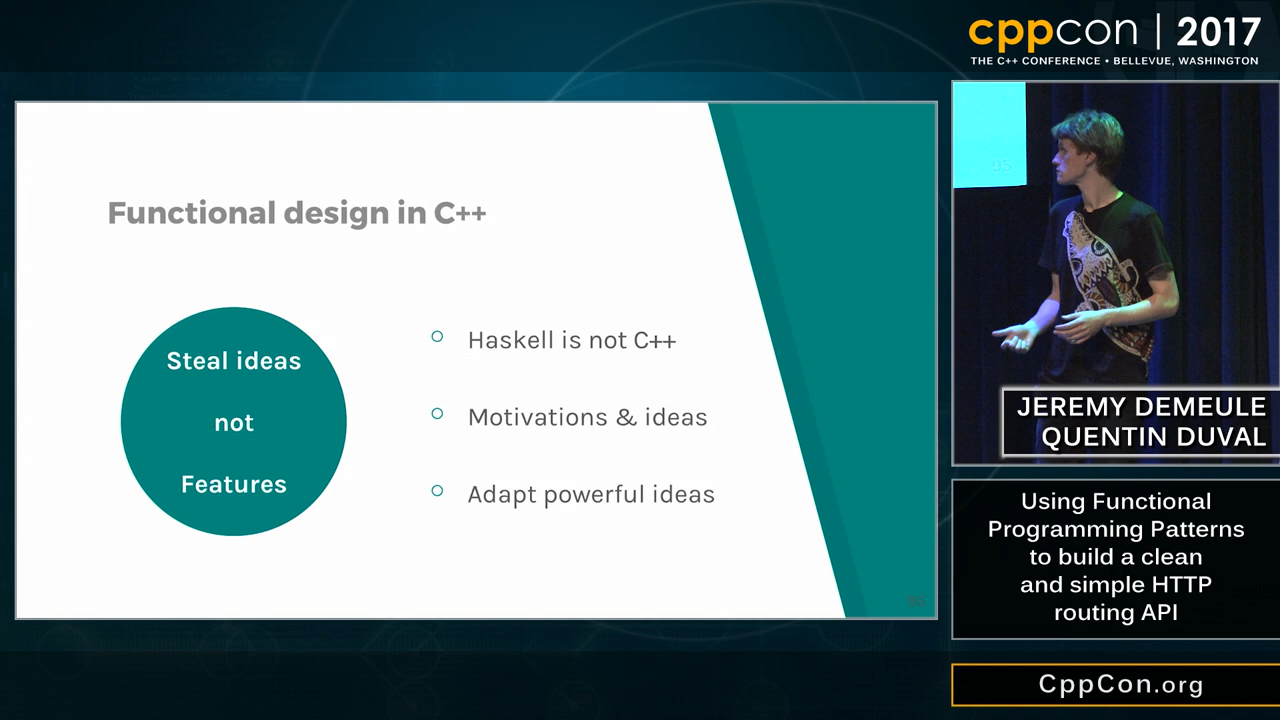 cppcon | 2017
THE C++ CONFERENCE • BELLEVUE, WASHINGTON
Functional design in C++
Steal ideas
not
Features
Haskell is not C++
Motivations & ideas
Adapt powerful ideas
JEREMY DEMEULE
QUENTIN DUVAL
Using Functional
Programming Patterns
to build a clean
and simple HTTP
routing API
CppCon.org